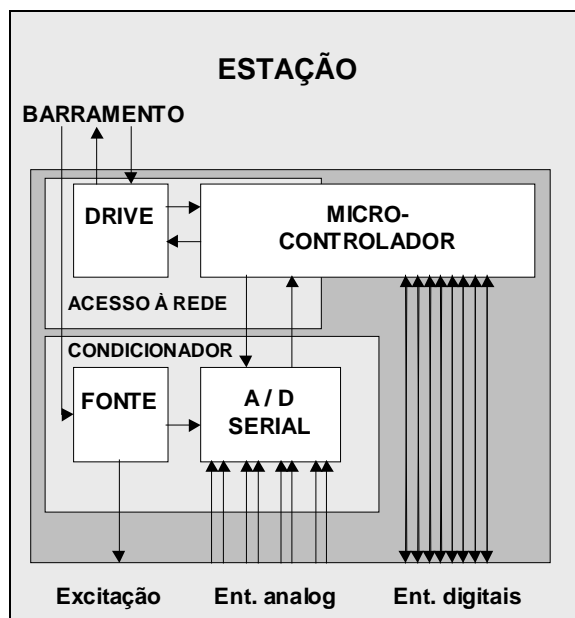 ESTAÇÃO
BARRAMENTO
DRIVE
MICRO-
CONTROLADOR
ACESSO À REDE
CONDICIONADOR
FONTE
A / D
SERIAL
Excitação
Ent. analog
Ent. digitais